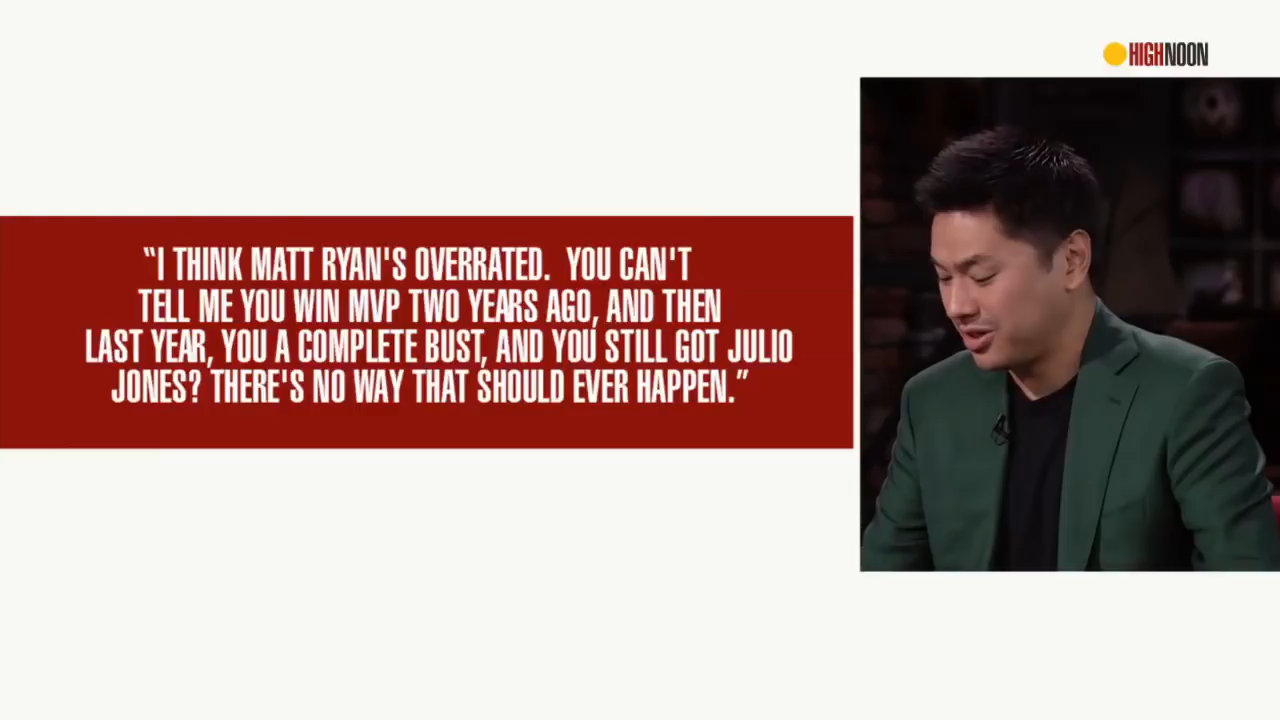 HIGHNOON
“I THINK MATT RYAN'S OVERRATED. YOU CAN'T
TELL ME YOU WIN MVP TWO YEARS AGO, AND THEN
LAST YEAR, YOU A COMPLETE BUST, AND YOU STILL GOT JULIO
JONES? THERE'S NO WAY THAT SHOULD EVER HAPPEN.”